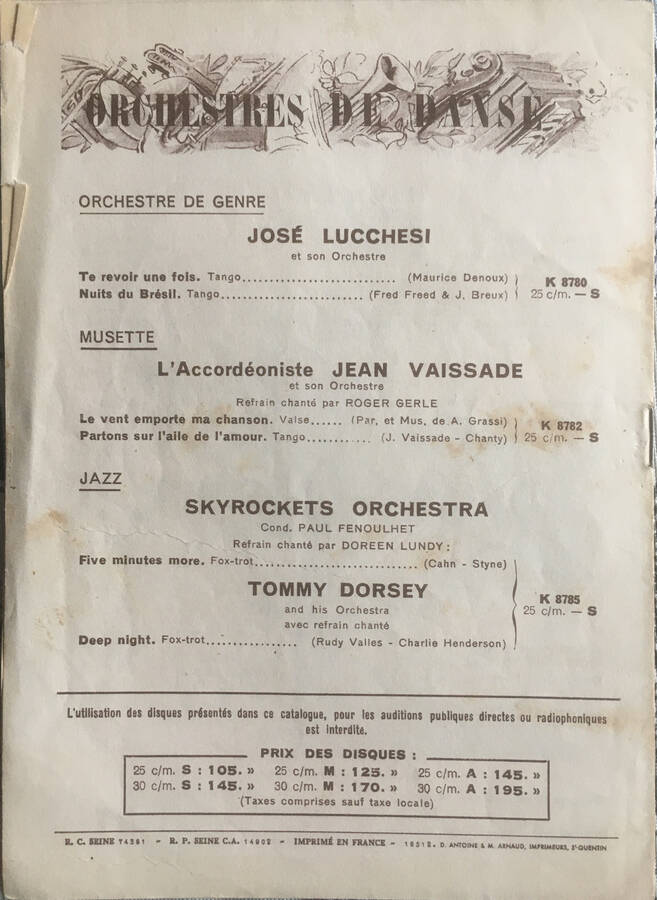 ORCHESTRES DE DANSE
ORCHESTRE DE GENRE
JOSÉ LUCCHESI
et son Orchestre
Te revoir une fois. Tango.......................... (Maurice Denoux)
Nuits du Brésil. Tango........................ (Fred Freed & J. Breux)
K 8780
25 c/m. — S
MUSETTE
L'Accordéoniste JEAN VAISSADE
et son Orchestre
Refrain chanté par ROGER GERLE
Le vent emporte ma chanson. Valse...... (Par. et Mus. de A. Grassi)
Partons sur l'aile de l'amour. Tango........... (J. Vaissade - Chanty)
K 8782
25 c/m. — S
JAZZ
SKYROCKETS ORCHESTRA
Cond. PAUL FENOULHET
Refrain chanté par DOREEN LUNDY :
Five minutes more. Fox-trot............................ (Cahn - Styne)
TOMMY DORSEY
and his Orchestra
avec refrain chanté
Deep night. Fox-trot................ (Rudy Valles - Charlie Henderson)
K 8785
25 c/m. — S
L'utilisation des disques présentés dans ce catalogue, pour les auditions publiques directes ou radiophoniques
est interdite.
PRIX DES DISQUES :
25 c/m. S : 105. » 25 c/m. M : 125. » 25 c/m. A : 145. »
30 c/m. S : 145. » 30 c/m. M : 170. » 30 c/m. A : 195. »
(Taxes comprises sauf taxe locale)
R. C. SEINE 74381 - R. P. SEINE C.A. 14902 - IMPRIMÉ EN FRANCE - 18312. D. ANTOINE & M. ARNAUD, IMPRIMEURS, St-QUENTIN